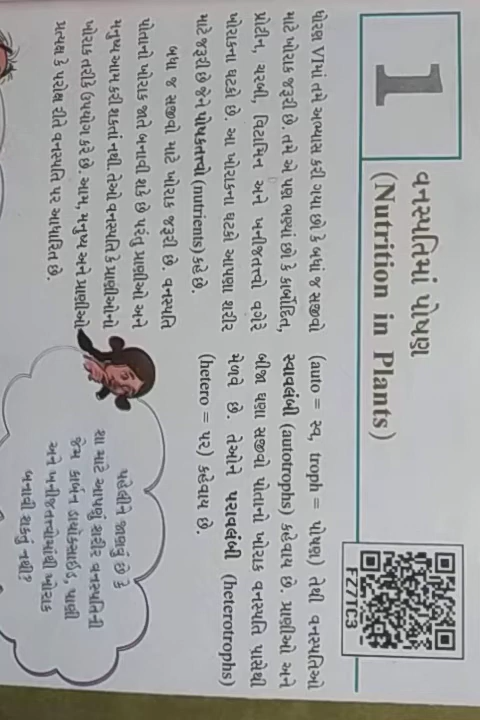 1
વનસ્પતિમાં પોષણ
(Nutrition in Plants)
FZ7TC3
ધોરણ VIમાં તમે અભ્યાસ કરી ગયા છો કે બધાં જ સજીવો
માટે ખોરાક જરૂરી છે. તમે એ પણ ભણ્યાં છો કે કાર્બોદિત,
પ્રોટીન, ચરબી, વિટામિન અને ખનીજતત્ત્વો વગેરે
ખોરાકના ઘટકો છે. આ ખોરાકના ઘટકો આપણા શરીર
માટે જરૂરી છે જેને પોષકતત્ત્વો (nutrients) કહે છે.
બધા જ સજીવો માટે ખોરાક જરૂરી છે. વનસ્પતિ
પોતાનો ખોરાક જાતે બનાવી શકે છે પરંતુ પ્રાણીઓ અને
મનુષ્ય આમ કરી શકતાં નથી. તેઓ વનસ્પતિ કે પ્રાણીઓનો
ખોરાક તરીકે ઉપયોગ કરે છે. આમ, મનુષ્ય અને પ્રાણીઓ
પ્રત્યક્ષ કે પરોક્ષ રીતે વનસ્પતિ પર આધારિત છે.
(auto = સ્વ, troph = પોષણ) તેથી વનસ્પતિઓ
સ્વાવલંબી (autotrophs) કહેવાય છે. પ્રાણીઓ અને
બીજા ઘણા સજીવો પોતાનો ખોરાક વનસ્પતિ પાસેથી
મેળવે છે. તેઓને પરાવલંબી (heterotrophs)
(hetero = પર) કહેવાય છે.
પહેલીને જાણવું છે કે
શા માટે આપણું શરીર વનસ્પતિની
જેમ કાર્બન ડાયૉક્સાઇડ, પાણી
અને ખનીજતત્ત્વોમાંથી ખોરાક
બનાવી શકતું નથી?